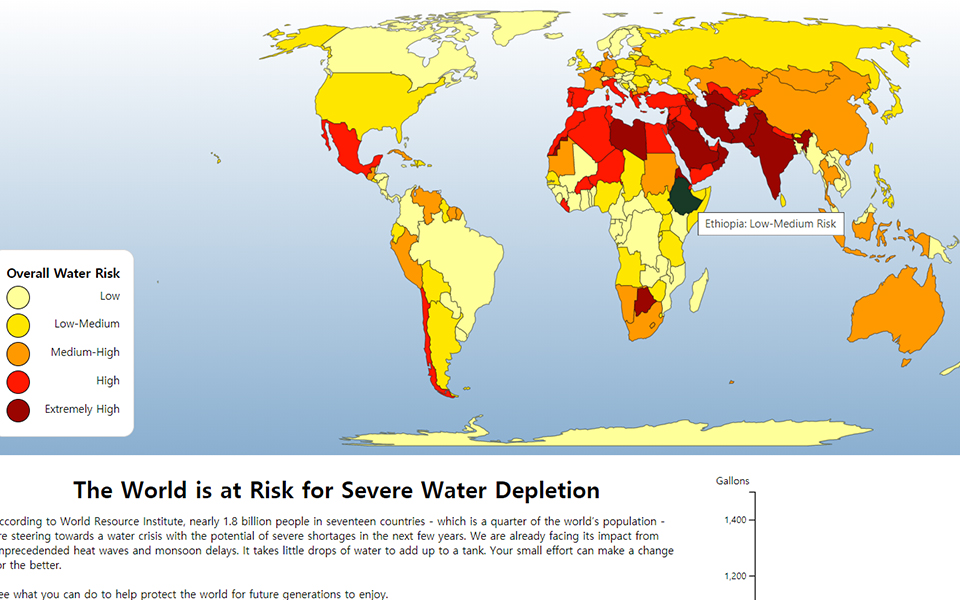 Ethiopia: Low-Medium Risk
Overall Water Risk
Low
Low-Medium
Medium-High
High
Extremely High
The World is at Risk for Severe Water Depletion
ccording to World Resource Institute, nearly 1.8 billion people in seventeen countries - which is a quarter of the world's population -
re steering towards a water crisis with the potential of severe shortages in the next few years. We are already facing its impact from
nprecedended heat waves and monsoon delays. It takes little drops of water to add up to a tank. Your small effort can make a change
or the better.
ee what you can do to help protect the world for future generations to enjoy.
Gallons
1,400
1,200